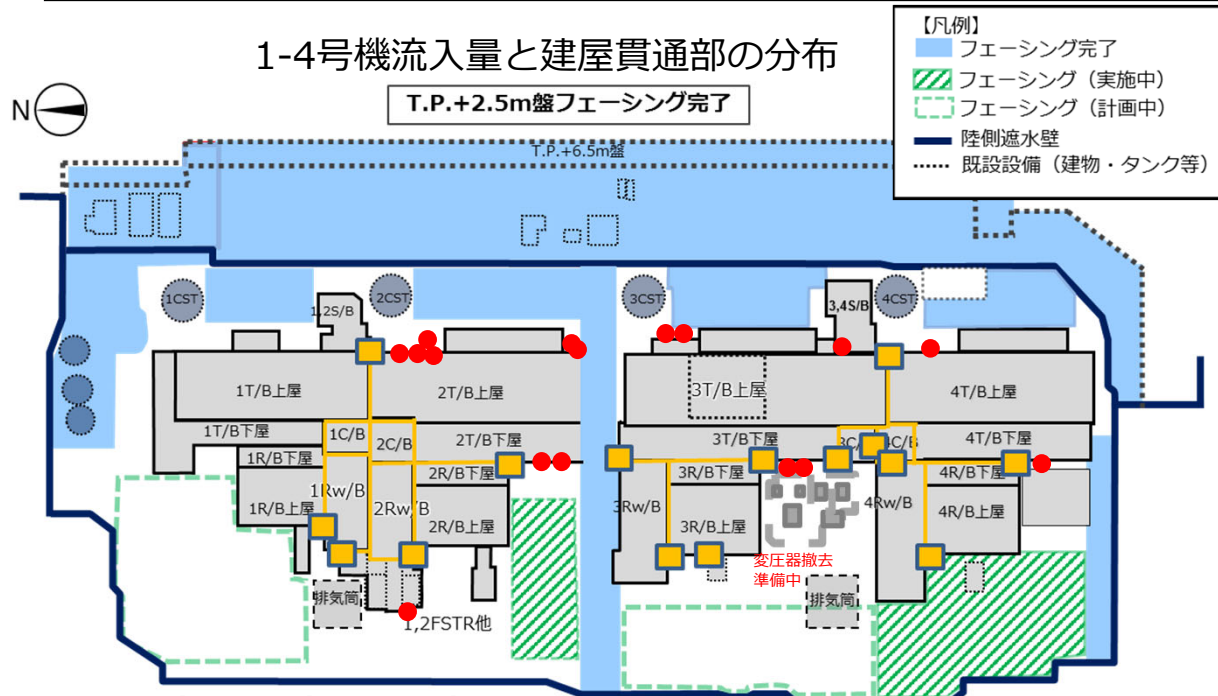 1-4号機流入量と建屋貫通部の分布
T.P.+2.5m盤フェーシング完了
N
【凡例】
フェーシング完了
フェーシング（実施中）
フェーシング（計画中）
陸側遮水壁
既設設備（建物・タンク等）
T.P.+6.5m盤
1CST
1,2S/B
2CST
3CST
3,4S/B
4CST
1T/B上屋
2T/B上屋
3T/B上屋
4T/B上屋
1T/B下屋
1C/B
2C/B
2T/B下屋
3T/B下屋
3C/B
4C/B
4T/B下屋
1R/B下屋
2R/B下屋
3R/B下屋
4R/B下屋
1Rw/B
2Rw/B
3Rw/B
4Rw/B
1R/B上屋
2R/B上屋
3R/B上屋
4R/B上屋
変圧器撤去
準備中
排気筒
排気筒
1,2FSTR他